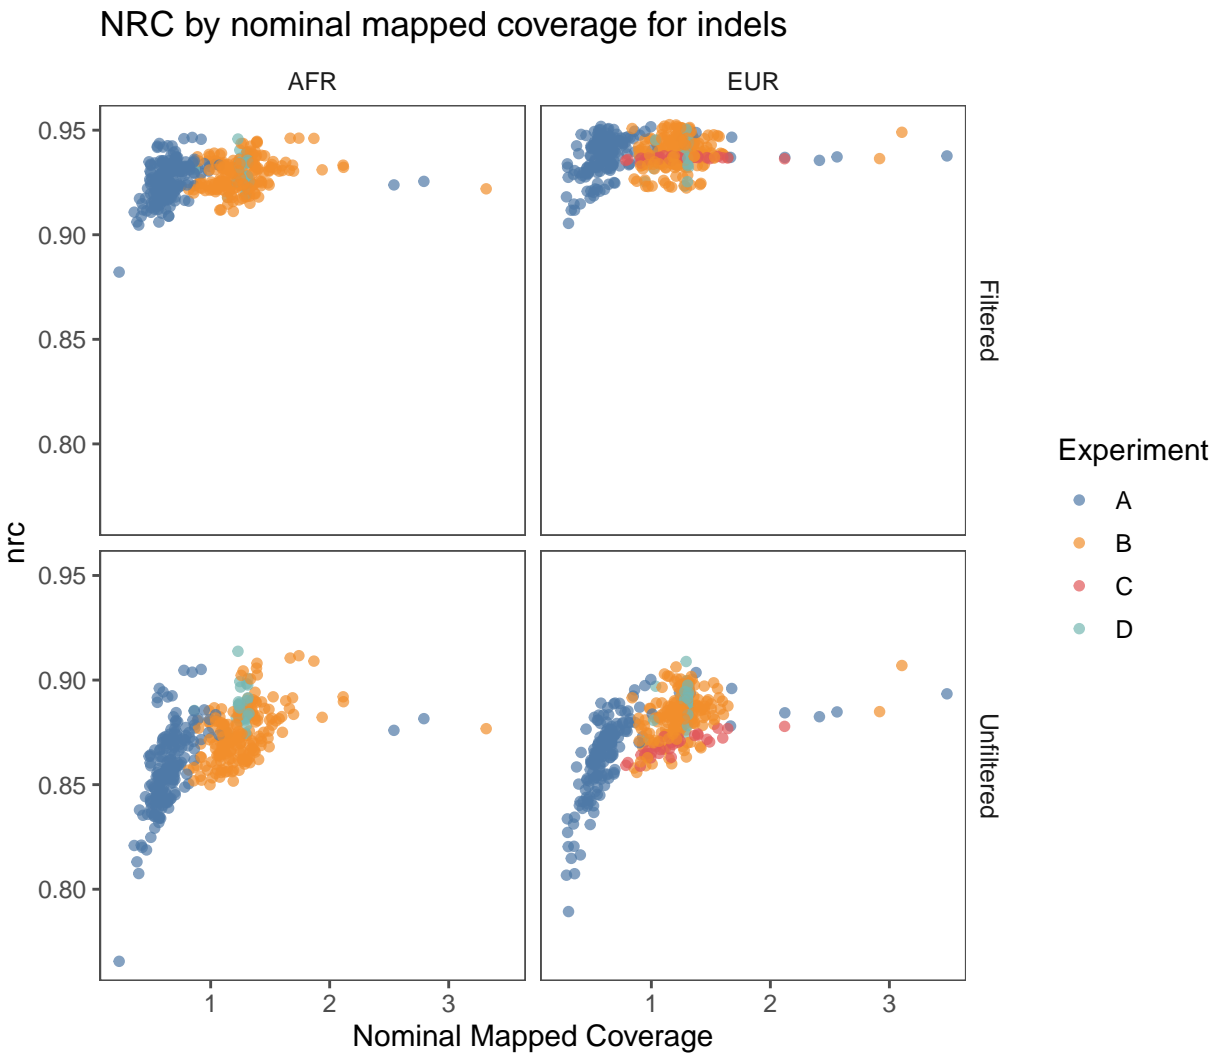 NRC by nominal mapped coverage for indels
AFR
EUR
0.95
0.90
0.85
0.80
Filtered
nrc
0.95
0.90
0.85
0.80
Unfiltered
1
2
3
1
2
3
Nominal Mapped Coverage
Experiment
A
B
C
D